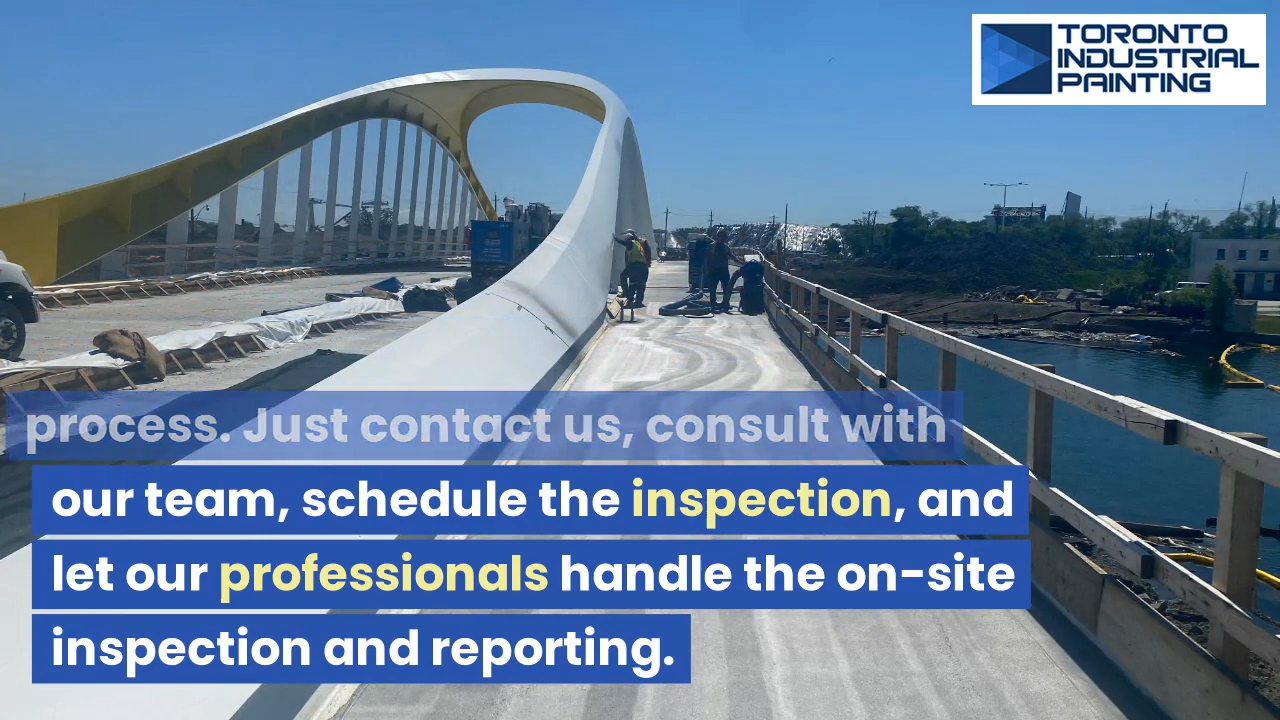 TORONTO
INDUSTRIAL
PAINTING
process. Just contact us, consult with
our team, schedule the inspection, and
let our professionals handle the on-site
inspection and reporting.